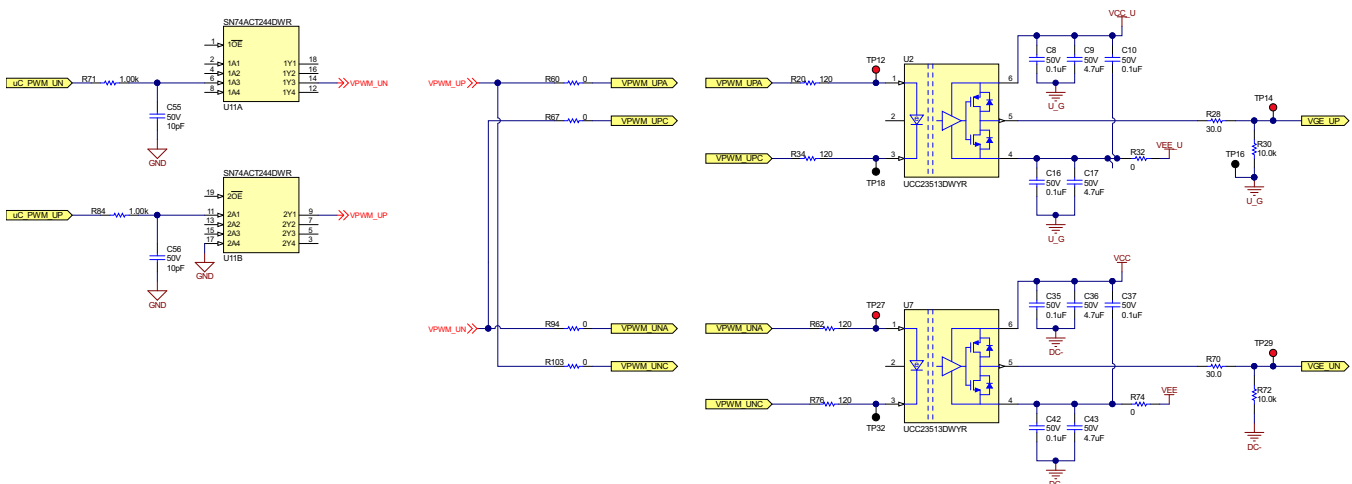 SN74ACT244DWR
1 1OE
2 1A1 1Y1 18
4 1A2 1Y2 16
uC_PWM_UN R71 1.00k 6 1A3 1Y3 14 VPWM_UN
8 1A4 1Y4 12
U11A
C55
50V
10pF
GND
SN74ACT244DWR
19 2OE
uC_PWM_UP R84 1.00k 11 2A1 2Y1 9 VPWM_UP
13 2A2 2Y2 7
15 2A3 2Y3 5
17 2A4 2Y4 3
U11B
GND
C56
50V
10pF
GND
VPWM_UP R60 0 VPWM_UPA
R67 0 VPWM_UPC
VPWM_UN R94 0 VPWM_UNA
R103 0 VPWM_UNC
VCC_U
TP12 U2
C8
50V
0.1uF
C9
50V
4.7uF
C10
50V
0.1uF
VPWM_UPA R20 120 1 6
U_G
TP14
2 5 R28 VGE_UP
30.0
R30
10.0k
TP16
U_G
VEE_U
VPWM_UPC R34 120 3 4 R32
0
TP18
UCC23513DWYR
C16
50V
0.1uF
C17
50V
4.7uF
U_G
VCC
TP27 U7
C35
50V
0.1uF
C36
50V
4.7uF
C37
50V
0.1uF
VPWM_UNA R62 120 1 6
DC-
TP29
2 5 R70 VGE_UN
30.0
R72
10.0k
DC-
VEE
VPWM_UNC R76 120 3 4 R74
0
TP32
UCC23513DWYR
C42
50V
0.1uF
C43
50V
4.7uF
DC-